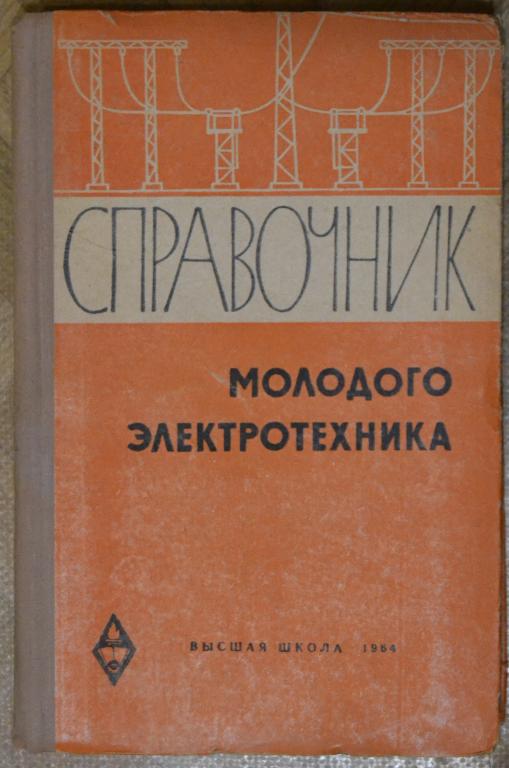 СПРАВОЧНИК
МОЛОДОГО
ЭЛЕКТРОТЕХНИКА
ВЫСШАЯ ШКОЛА 1964